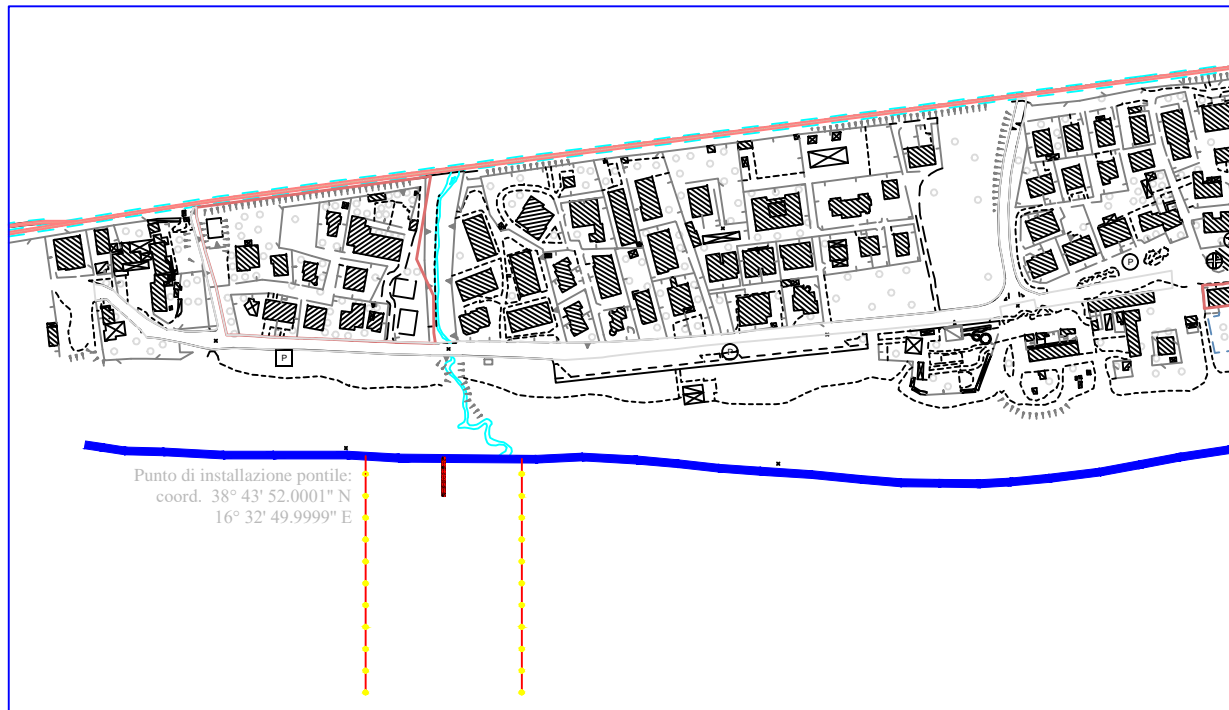 P
P
P
Punto di installazione pontile:
coord. 38° 43' 52.0001" N
16° 32' 49.9999" E